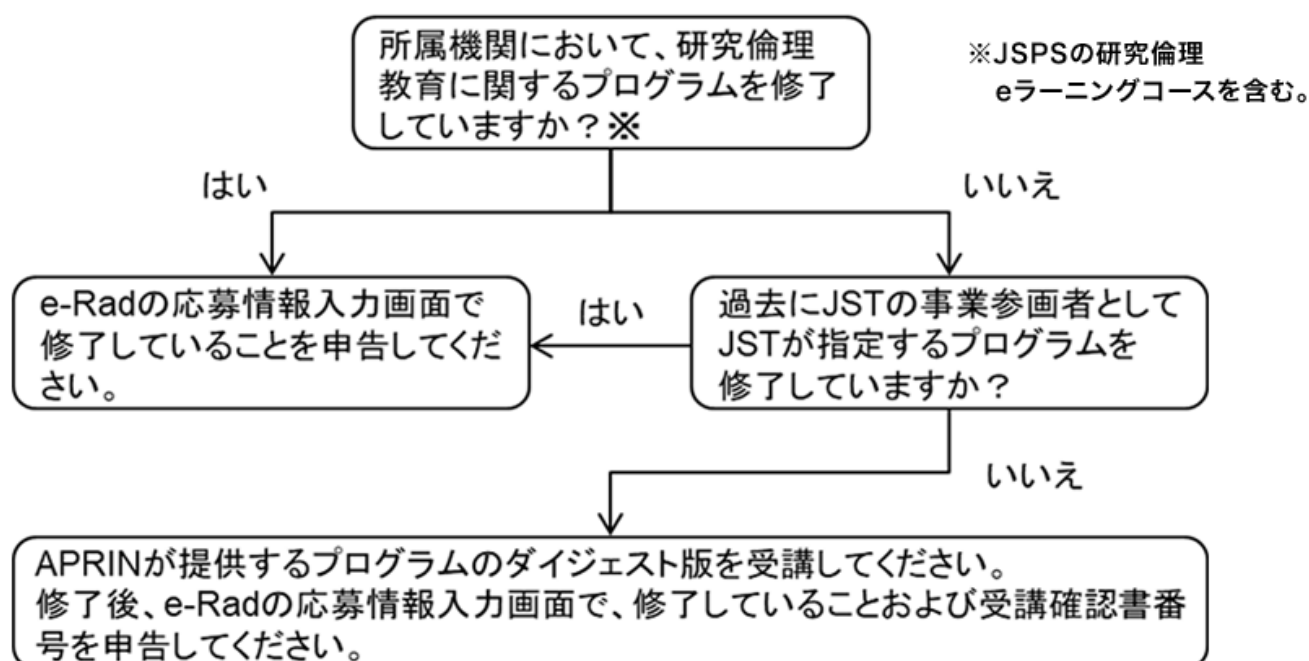 所属機関において、研究倫理
教育に関するプログラムを修了
していますか？※
※JSPSの研究倫理
eラーニングコースを含む。
はい
いいえ
e-Radの応募情報入力画面で
修了していることを申告してくだ
さい。
はい
過去にJSTの事業参画者として
JSTが指定するプログラムを
修了していますか？
いいえ
APRINが提供するプログラムのダイジェスト版を受講してください。
修了後、e-Radの応募情報入力画面で、修了していることおよび受講確認書番
号を申告してください。